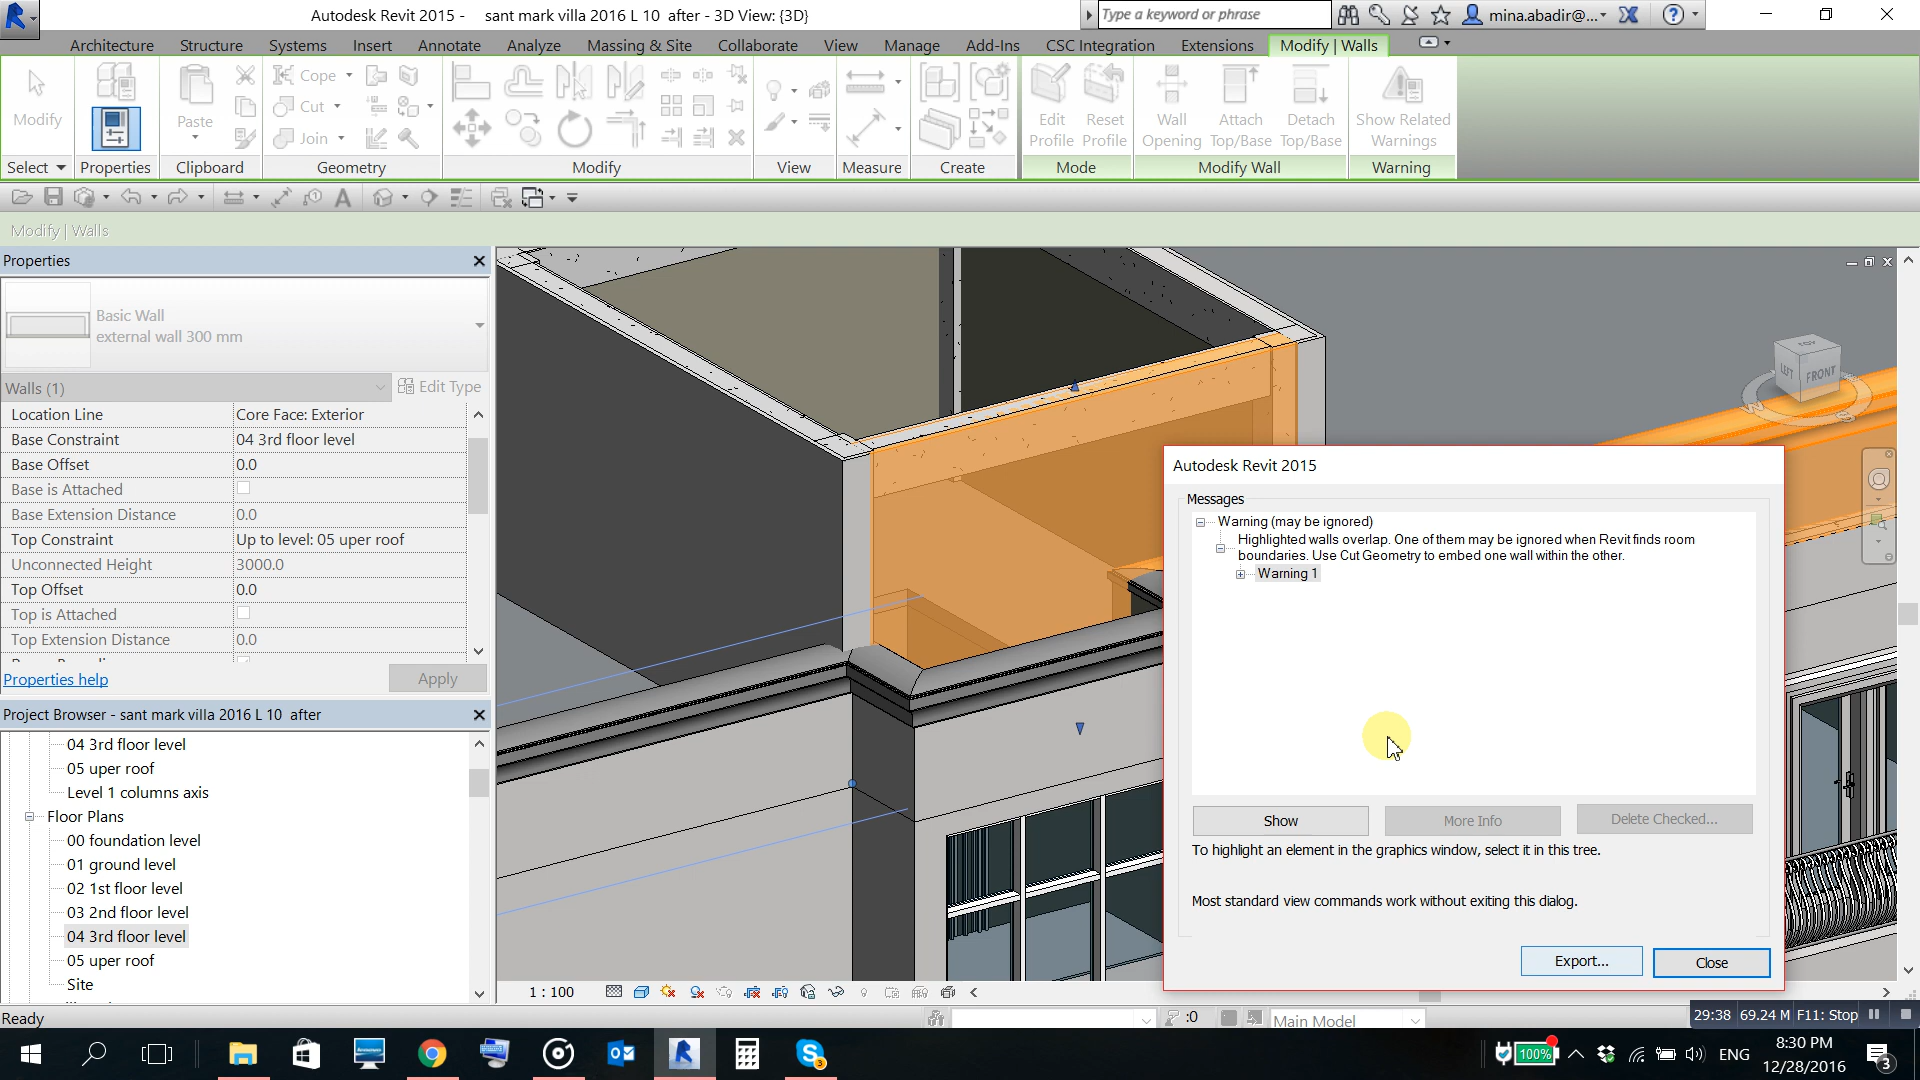 Autodesk Revit 2015 - sant mark villa 2016 L 10 after - 3D View: {3D}
Type a keyword or phrase
mina.abadir@...
Architecture Structure Systems Insert Annotate Analyze Massing & Site Collaborate View Manage Add-Ins CSC Integration Extensions Modify | Walls
Modify
Paste
Cope
Cut
Join
Edit Profile
Reset Profile
Wall Opening
Attach Top/Base
Detach Top/Base
Show Related Warnings
Select Properties Clipboard Geometry Modify View Measure Create Mode Modify Wall Warning
Modify | Walls
Properties
Basic Wall
external wall 300 mm
Walls (1)
Edit Type
Location Line Core Face: Exterior
Base Constraint 04 3rd floor level
Base Offset 0.0
Base is Attached
Base Extension Distance 0.0
Top Constraint Up to level: 05 uper roof
Unconnected Height 3000.0
Top Offset 0.0
Top is Attached
Top Extension Distance 0.0
Properties help
Apply
Project Browser - sant mark villa 2016 L 10 after
04 3rd floor level
05 uper roof
Level 1 columns axis
Floor Plans
00 foundation level
01 ground level
02 1st floor level
03 2nd floor level
04 3rd floor level
05 uper roof
Site
FRONT
Autodesk Revit 2015
Messages
Warning (may be ignored)
Highlighted walls overlap. One of them may be ignored when Revit finds room
boundaries. Use Cut Geometry to embed one wall within the other.
Warning 1
Show
More Info
Delete Checked...
To highlight an element in the graphics window, select it in this tree.
Most standard view commands work without exiting this dialog.
Export...
Close
1 : 100
Ready
:0
Main Model
29:38 69.24 M F11: Stop
100%
ENG
8:30 PM
12/28/2016
3
3